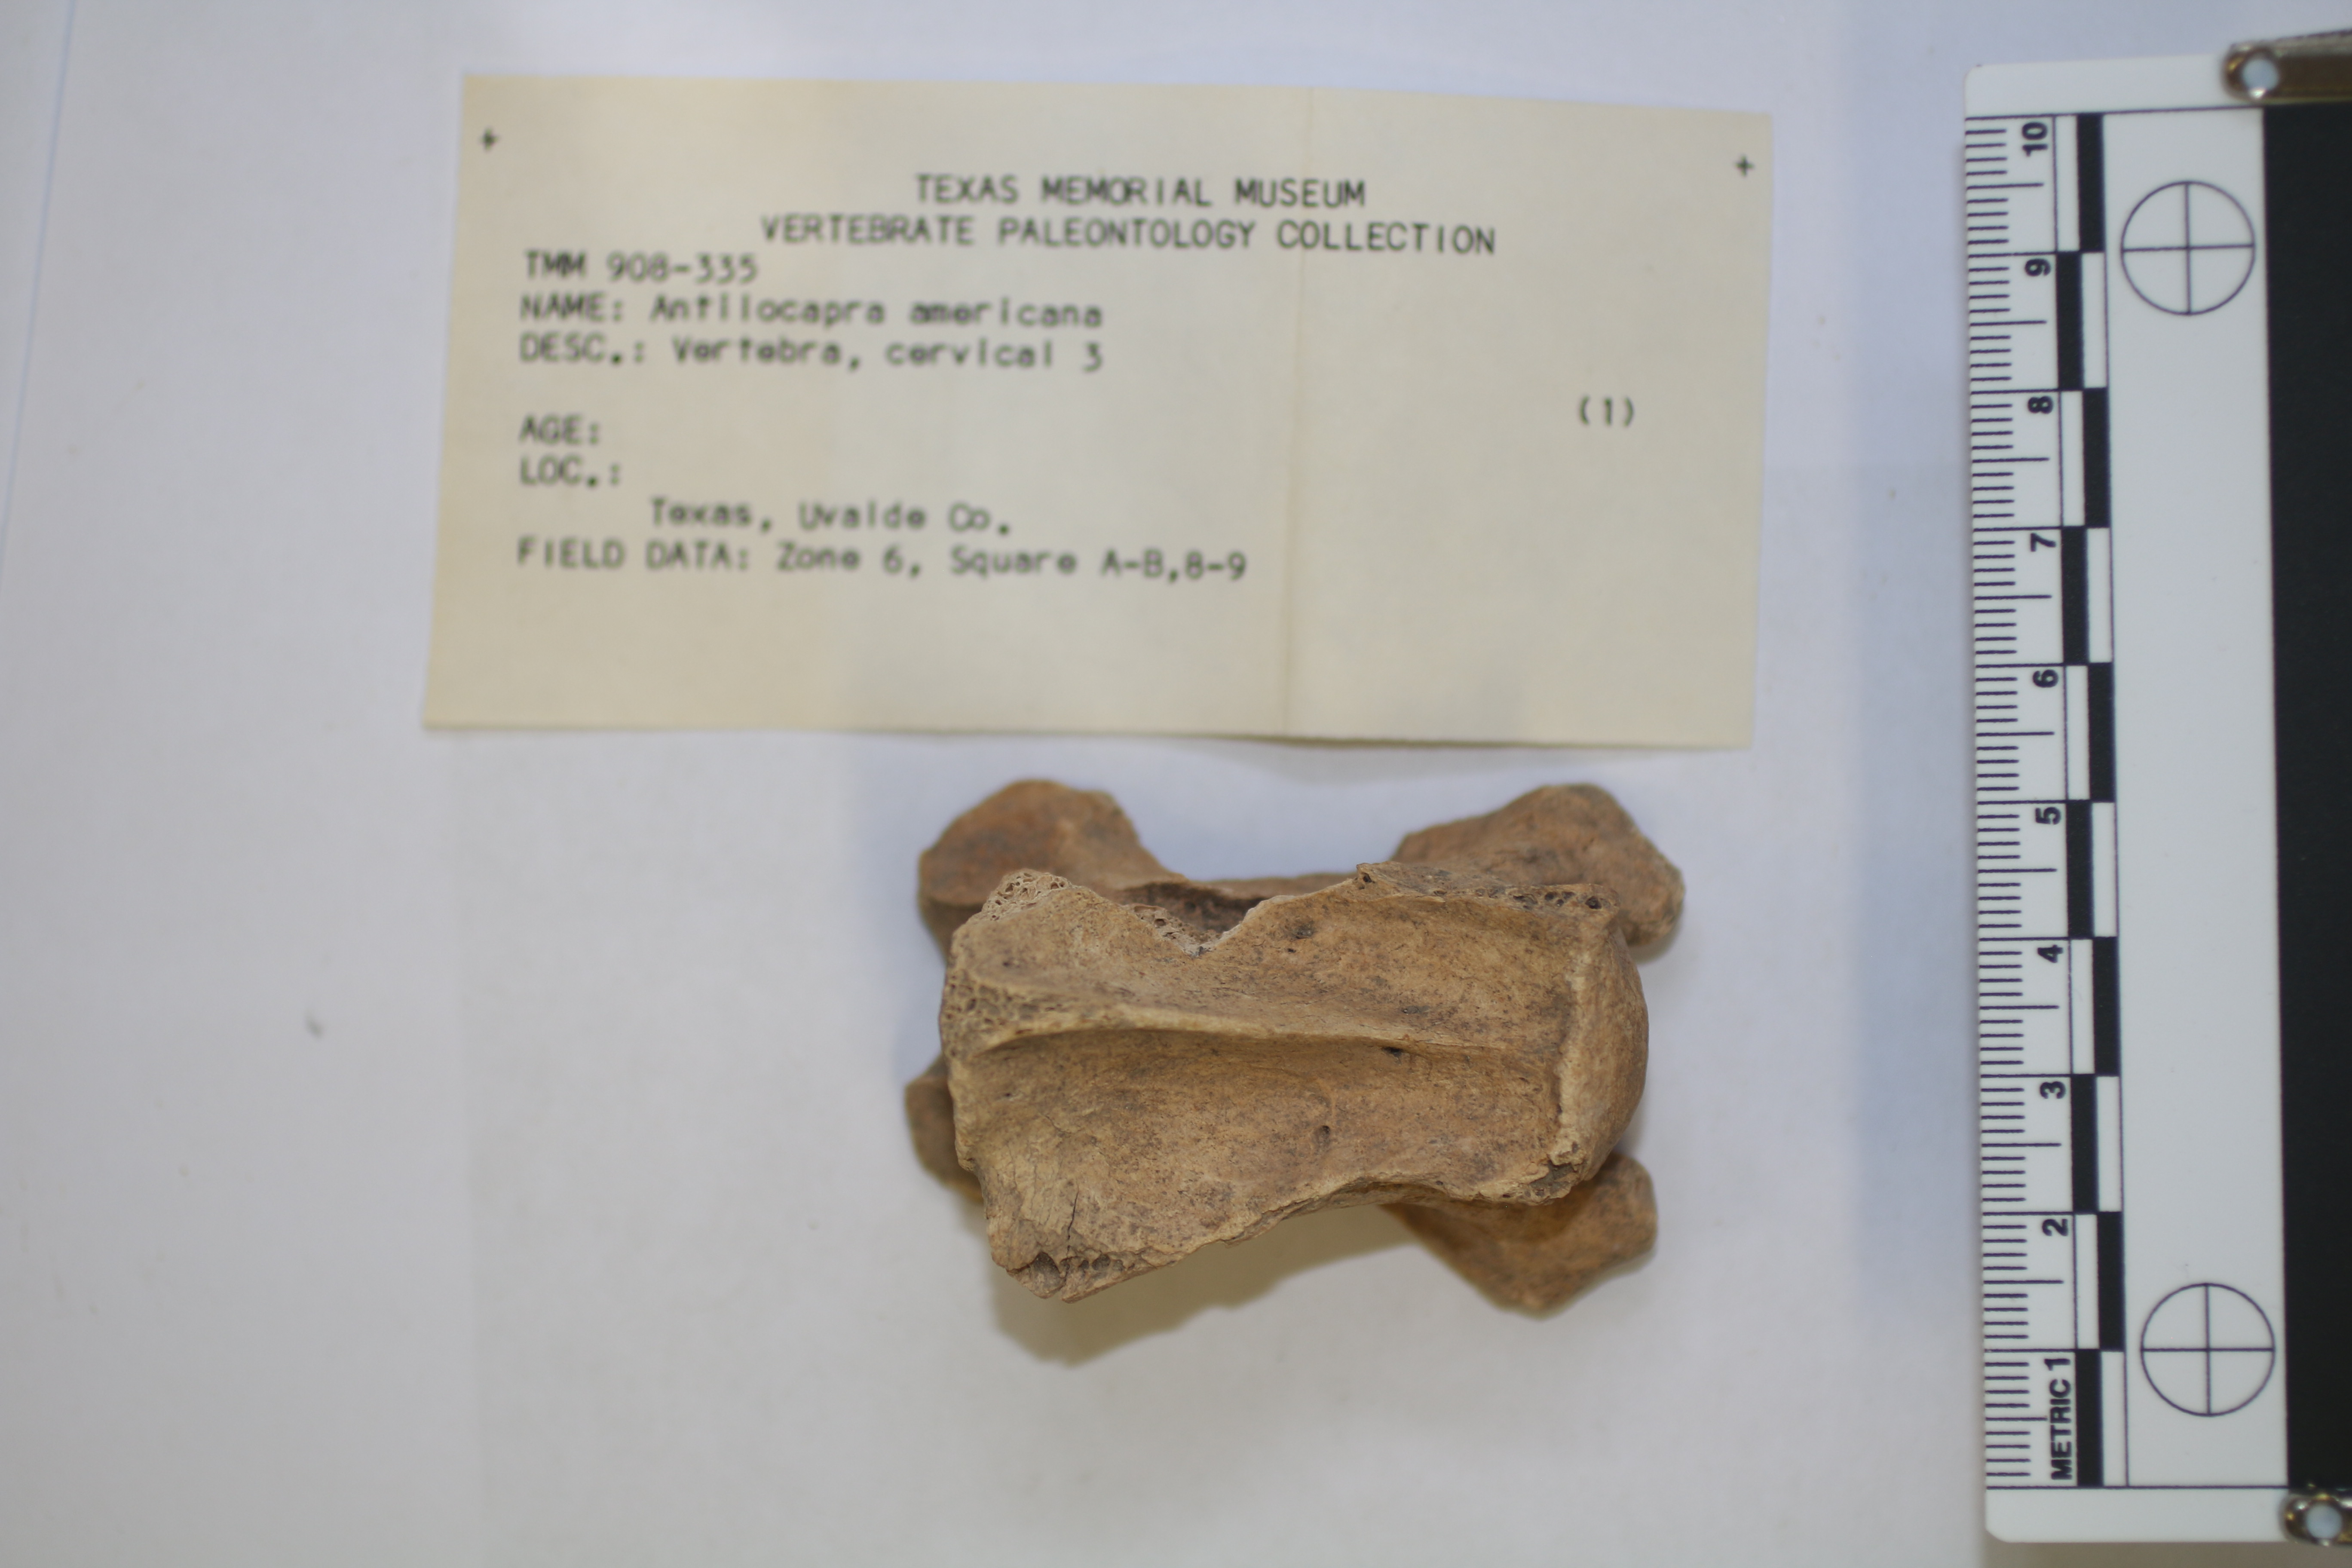 TEXAS MEMORIAL MUSEUM
VERTEBRATE PALEONTOLOGY COLLECTION
TMM 908-335
NAME: Antilocapra americana
DESC.: Vertebra, cervical 3
(1)
AGE:
LOC.:
Texas, Uvalde Co.
FIELD DATA: Zone 6, Square A-B,8-9
METRIC 1 2 3 4 5 6 7 8 9 10